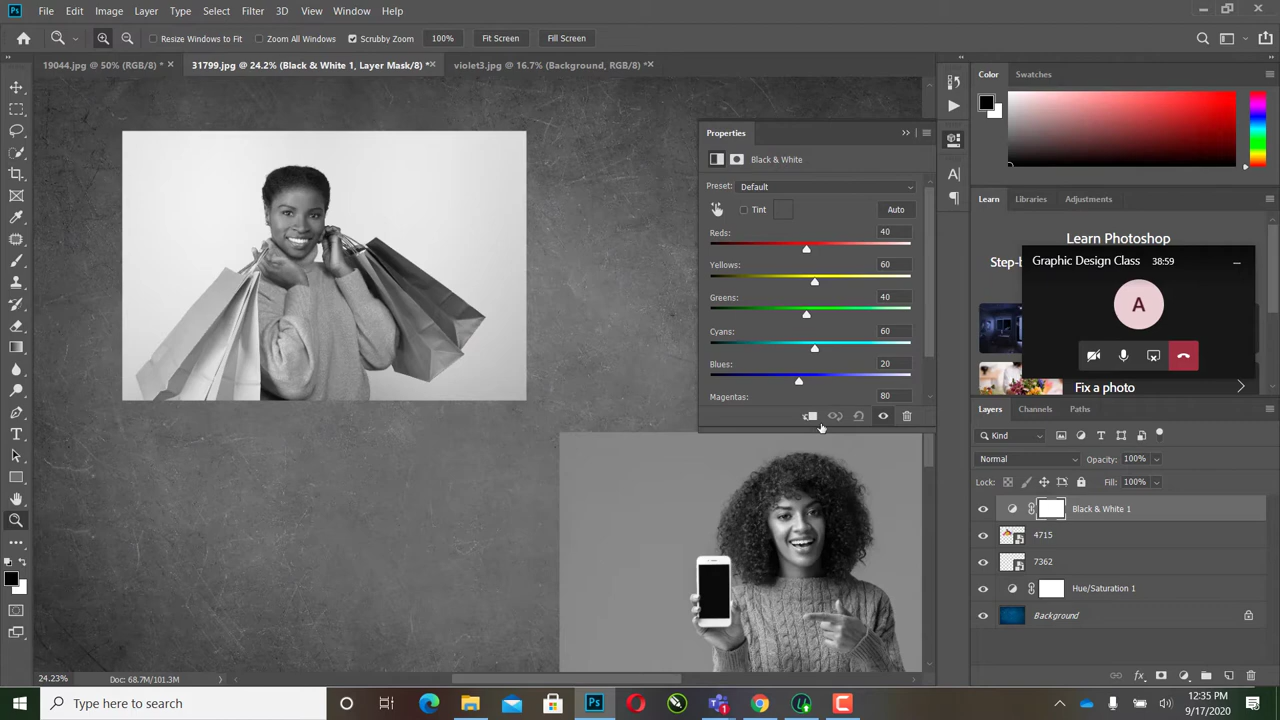 Ps File Edit Image Layer Type Select Filter 3D View Window Help
Resize Windows to Fit Zoom All Windows Scrubby Zoom 100% Fit Screen Fill Screen
19044.jpg @ 50% (RGB/8) * × 31799.jpg @ 24.2% (Black & White 1, Layer Mask/8) * × violet3.jpg @ 16.7% (Background, RGB/8) * ×
Properties
Black & White
Preset: Default
Tint Auto
Reds: 40
Yellows: 60
Greens: 40
Cyans: 60
Blues: 20
Magentas: 80
Color Swatches
Learn Libraries Adjustments
Learn Photoshop
Step-b
Graphic Design Class 38:59
A
Fix a photo
Layers Channels Paths
Kind
Normal Opacity: 100%
Lock: Fill: 100%
Black & White 1
4715
7362
Hue/Saturation 1
Background
24.23% Doc: 68.7M/101.3M
Type here to search
Ps
12:35 PM
9/17/2020